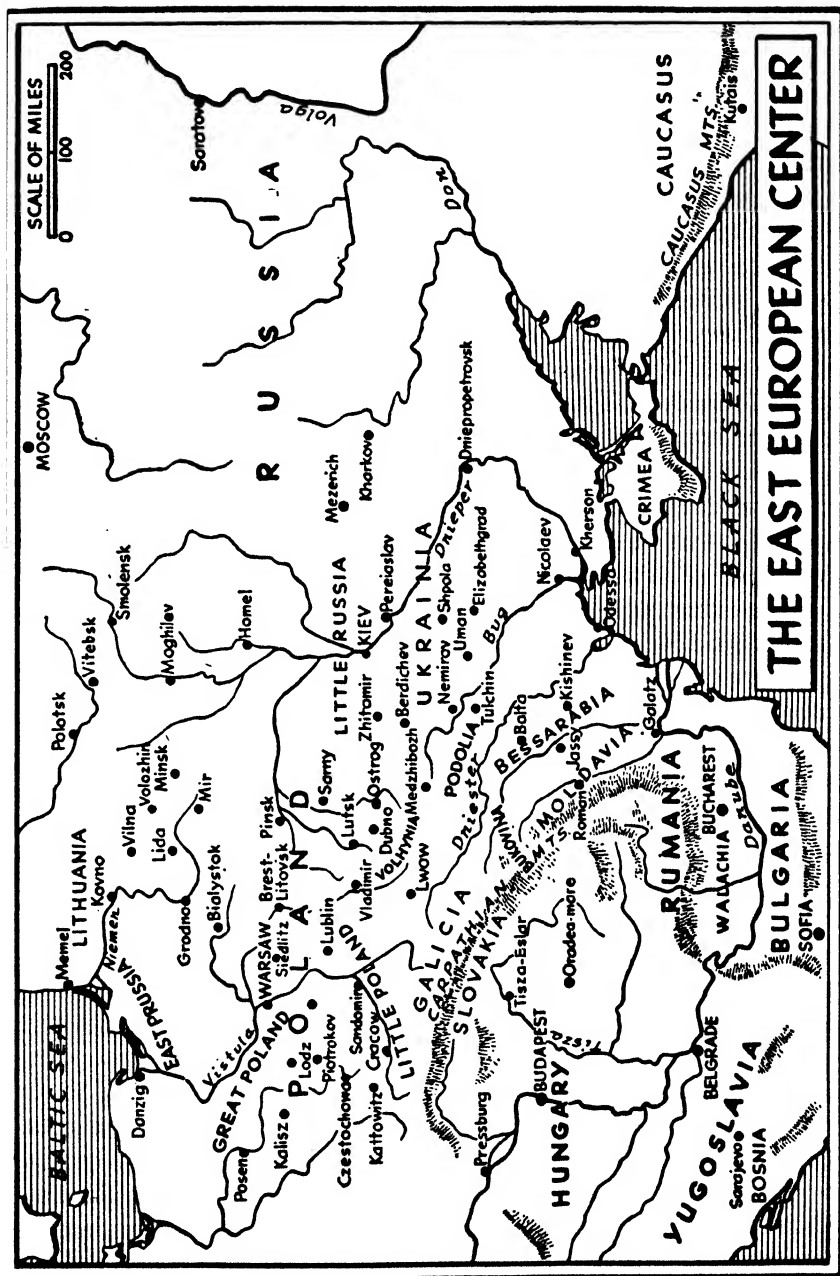 BALTIC SEA
Memel
LITHUANIA
Kovno
Niemen
EAST PRUSSIA
Danzig
Polotsk
Vitebsk
Smolensk
MOSCOW
SCALE OF MILES
0 100 200
Vilna
Volozhin
Minsk
Lida
Mir
Moghilev
Homel
Grodno
Bialystok
Saratov
Volga
RUSSIA
Vistula
GREAT POLAND
Posen
Kalisz
WARSAW
Siedlitz
Brest-
Litovsk
Pinsk
POLAND
Lodz
Piotrokov
Lublin
Sarny
LITTLE RUSSIA
Mezerich
Kharkov
Czestochowa
Kattowitz
Cracow
Sandomir
LITTLE POLAND
Vladimir
Lutsk
Dubno
Ostrog
VOLHYNIA
Zhitomir
KIEV
Pereiaslav
Berdichev
Lwow
Medzhibozh
UKRAINIA
Dnieper
Dniepropetrovsk
Don
GALICIA
CARPATHIAN MTS.
SLOVAKIA
PODOLIA
Nemirov
Tulchin
Uman
Shpola
Elizabethgrad
Bug
Dniester
Pressburg
BUDAPEST
HUNGARY
Tisza-Eslar
Oradea-mare
Balta
BESSARABIA
Kishinev
Jassy
MOLDAVIA
Roman
Nicolaev
Kherson
Odessa
CRIMEA
CAUCASUS
CAUCASUS MTS.
Kutais
BELGRADE
YUGOSLAVIA
Sarajevo
BOSNIA
RUMANIA
WADACHIA
BUCHAREST
Danube
Galatz
BULGARIA
SOFIA
BLACK SEA
THE EAST EUROPEAN CENTER